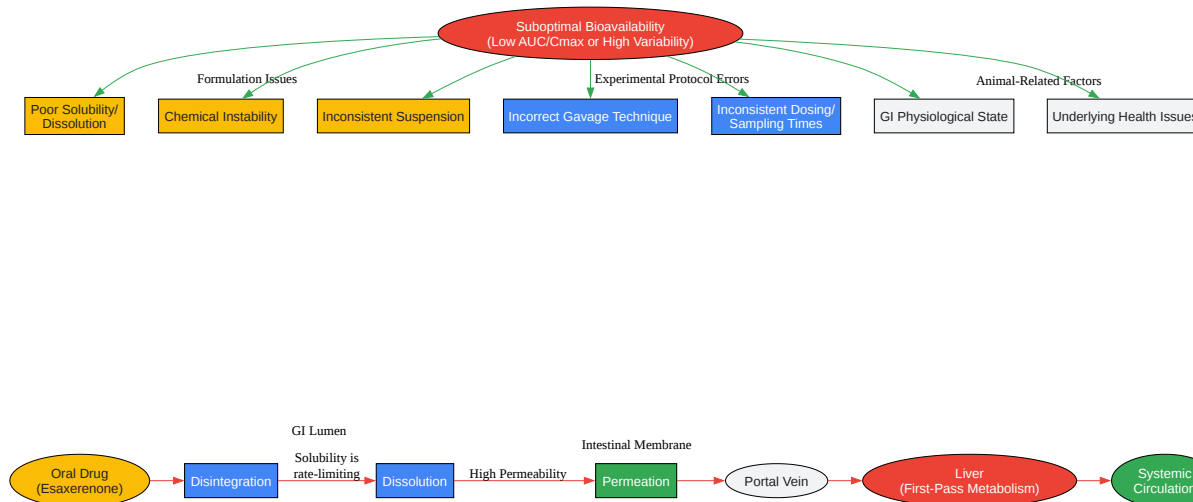 Suboptimal Bioavailability
(Low AUC/Cmax or High Variability)
Formulation Issues
Experimental Protocol Errors
Animal-Related Factors
Poor Solubility/
Dissolution
Chemical Instability
Inconsistent Suspension
Incorrect Gavage Technique
Inconsistent Dosing/
Sampling Times
GI Physiological State
Underlying Health Issues
GI Lumen
Intestinal Membrane
Oral Drug
(Esaxerenone)
Disintegration
Solubility is
rate-limiting
Dissolution
High Permeability
Permeation
Portal Vein
Liver
(First-Pass Metabolism)
Systemic
Circulation